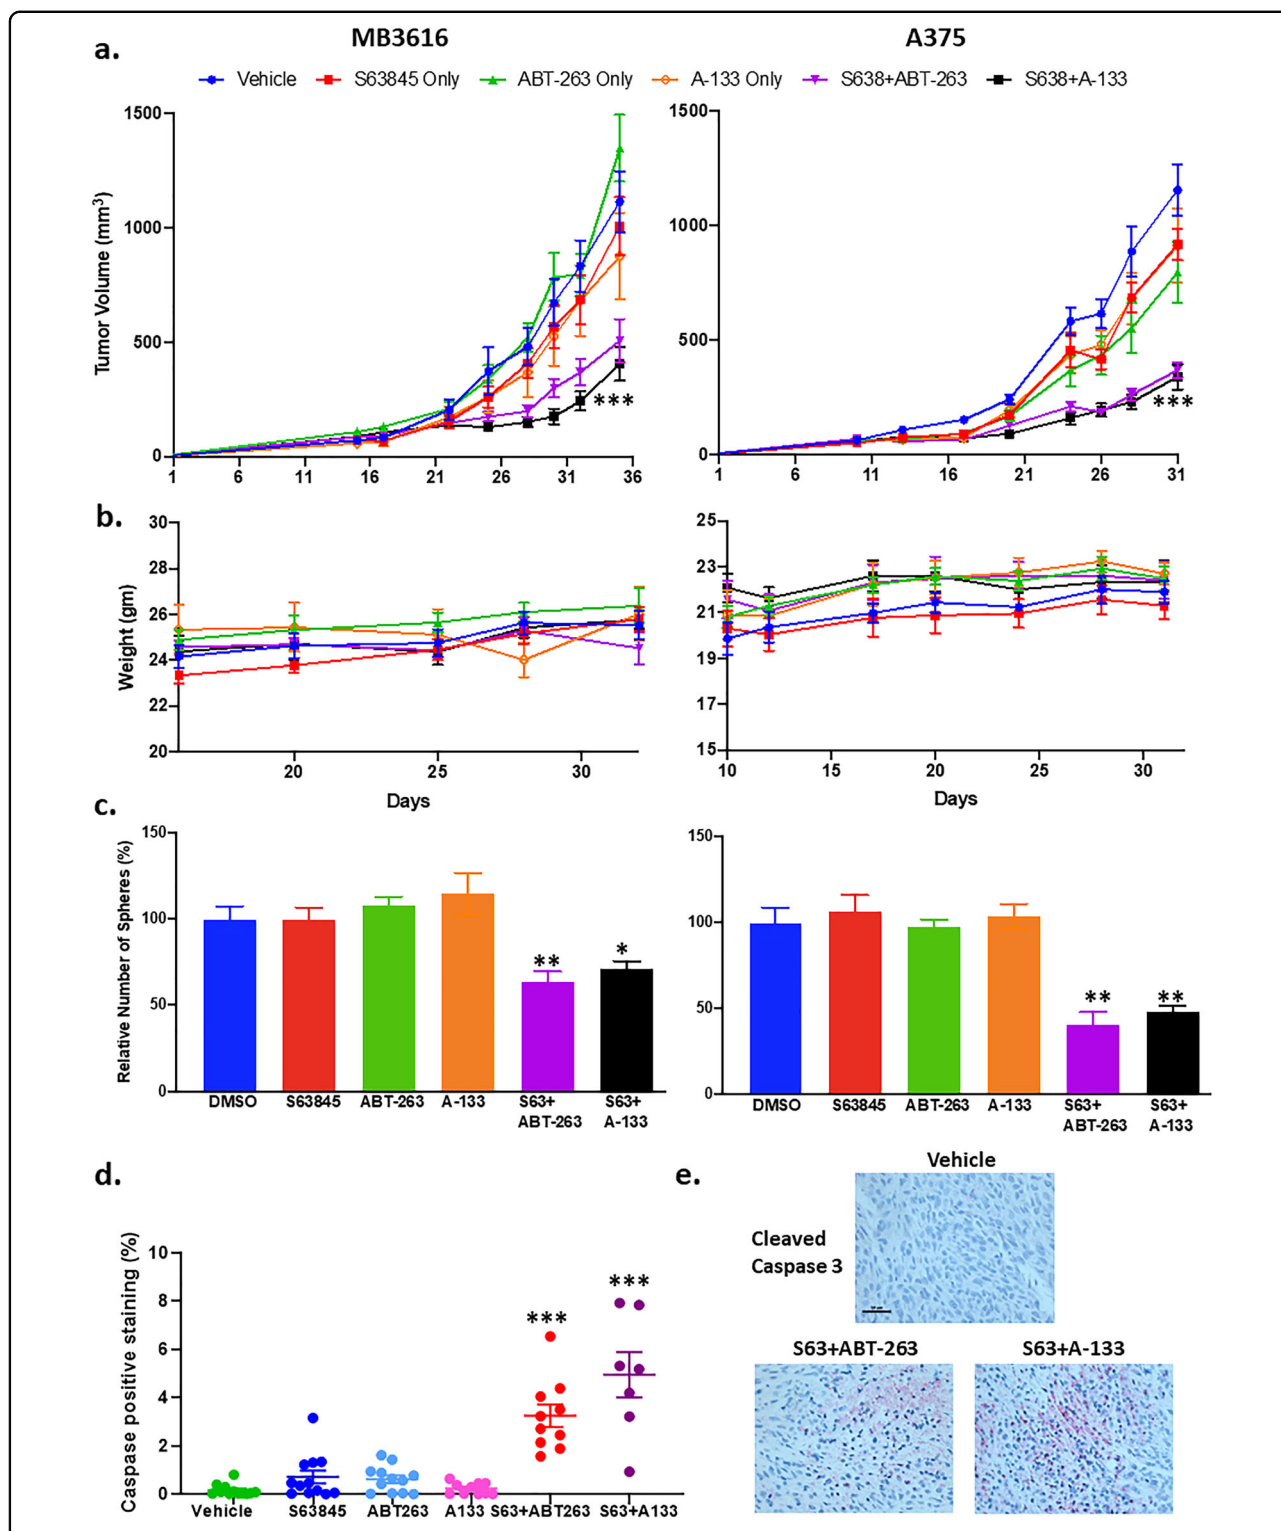 a.
MB3616
A375
Vehicle
S63845 Only
ABT-263 Only
A-133 Only
S638+ABT-263
S638+A-133
Tumor Volume (mm³)
1500
1000
500
0
1
6
11
16
21
26
31
36
***
1500
1000
500
0
1
6
11
16
21
26
31
***
b.
Weight (gm)
30
28
26
24
22
20
20
25
30
Days
25
23
21
19
17
15
10
15
20
25
30
Days
c.
Relative Number of Spheres (%)
150
100
50
0
**
*
DMSO
S63845
ABT-263
A-133
S63+
ABT-263
S63+
A-133
150
100
50
0
**
**
DMSO
S63845
ABT-263
A-133
S63+
ABT-263
S63+
A-133
d.
Caspase positive staining (%)
10
8
6
4
2
0
***
***
Vehicle
S63845
ABT263
A133
S63+ABT263
S63+A133
e.
Vehicle
Cleaved
Caspase 3
S63+ABT-263
S63+A-133